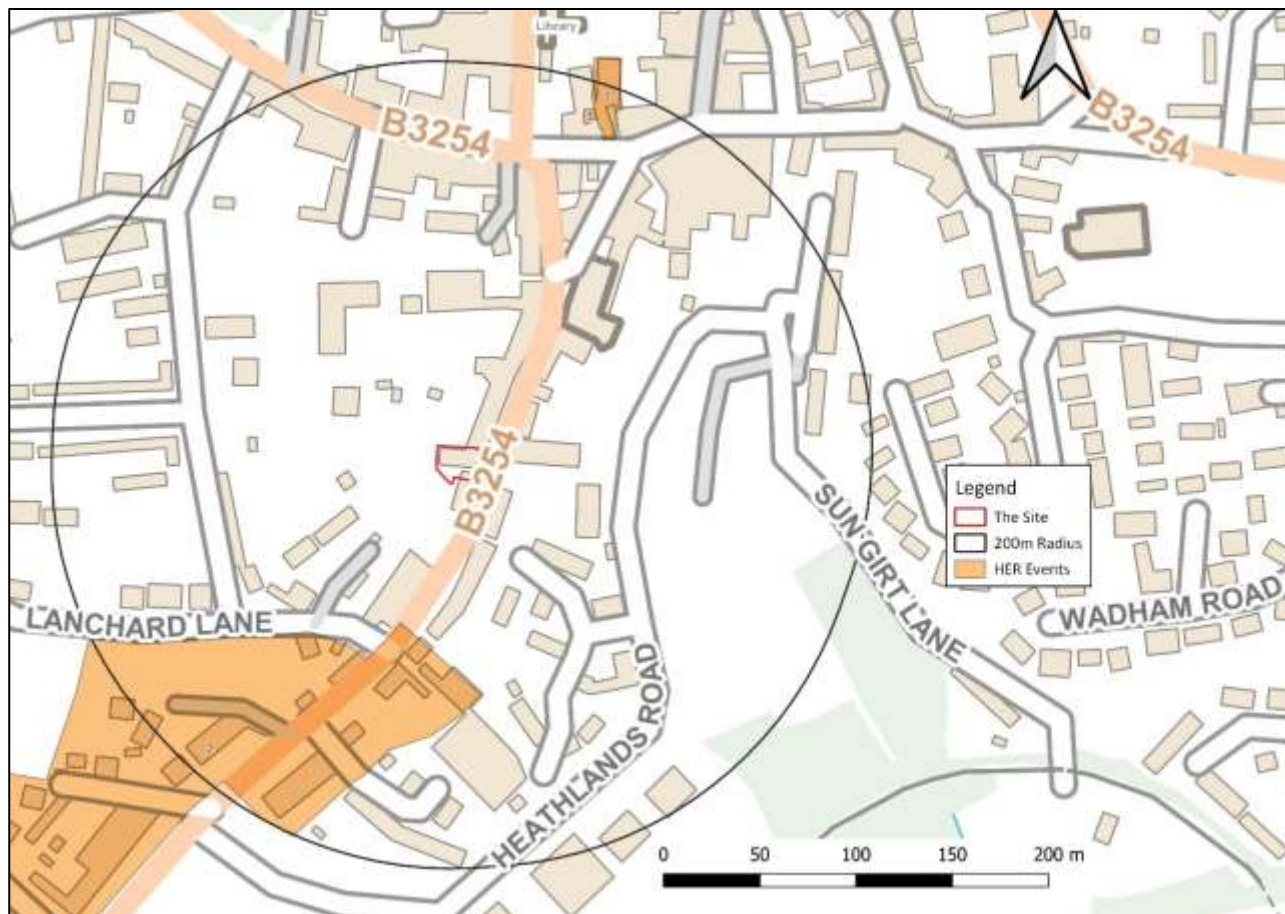 Library
B3254
B3254
B3254
Legend
The Site
200m Radius
HER Events
SUN GIRT LANE
WADHAM ROAD
LANCHARD LANE
HEATHLANDS ROAD
0 50 100 150 200 m